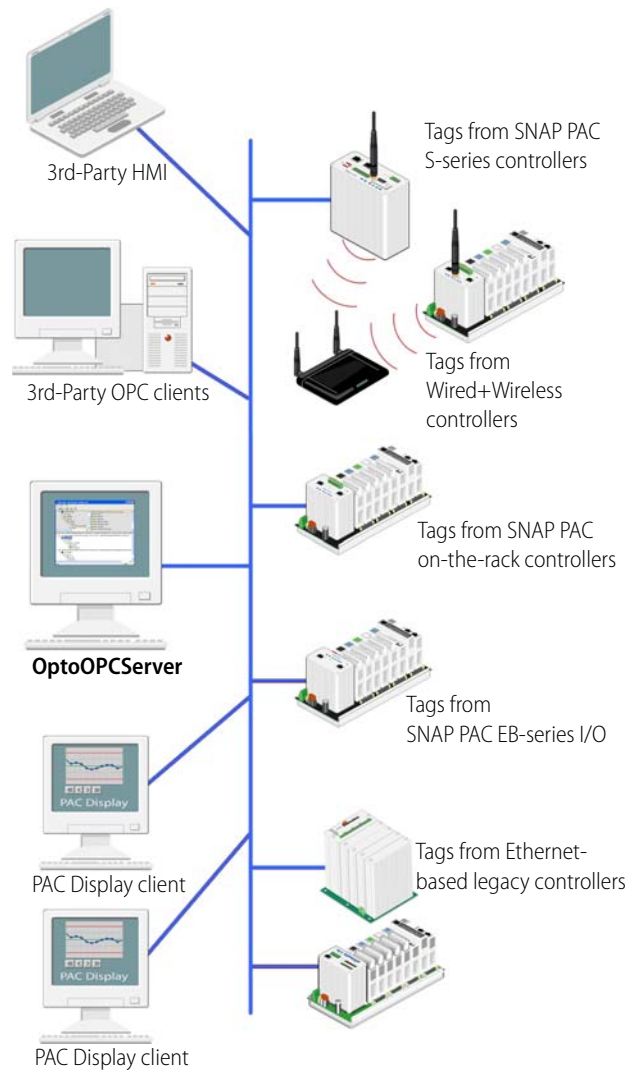 3rd-Party HMI
Tags from SNAP PAC
S-series controllers
3rd-Party OPC clients
Tags from
Wired+Wireless
controllers
Tags from SNAP PAC
on-the-rack controllers
OptoOPCServer
Tags from
SNAP PAC EB-series I/O
PAC Display
PAC Display client
Tags from Ethernet-
based legacy controllers
PAC Display
PAC Display client